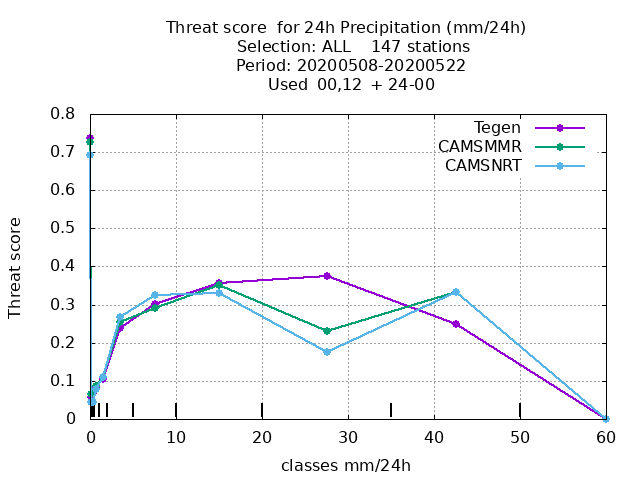 Threat score  for 24h Precipitation (mm/24h)
Selection: ALL    147 stations
Period: 20200508-20200522
Used  00,12  + 24-00
Tegen
CAMSMMR
CAMSNRT
0.8
0.7
0.6
0.5
0.4
0.3
0.2
0.1
0
Threat score
0 10 20 30 40 50 60
classes mm/24h